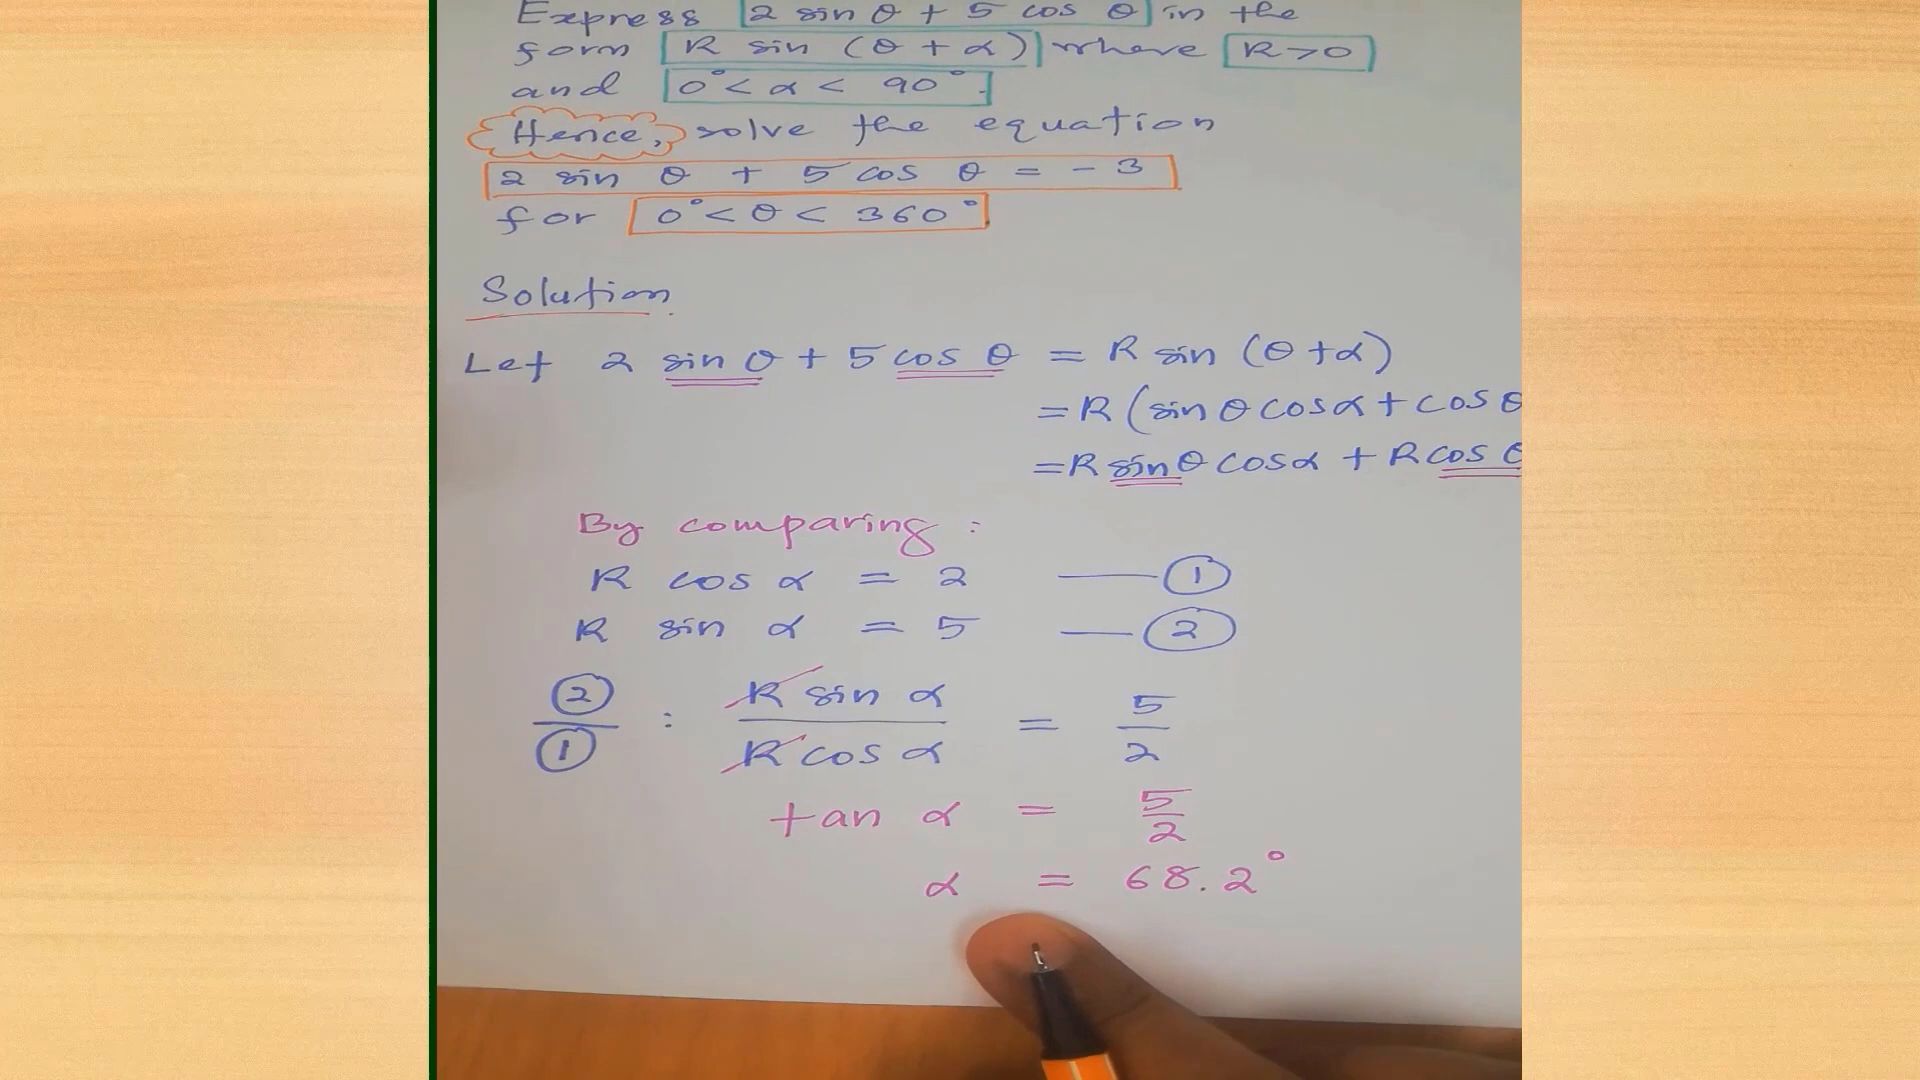 Express 2 sin θ + 5 cos θ in the
form R sin (θ + α) where R > 0
and 0° < α < 90°.
Hence, solve the equation
2 sin θ + 5 cos θ = - 3
for 0° < θ < 360°.
Solution.
Let 2 sin θ + 5 cos θ = R sin (θ + α)
= R (sin θ cos α + cos θ
= R sin θ cos α + R cos θ
By comparing :
R cos α = 2 —— ①
R sin α = 5 —— ②
②/① : R sin α / R cos α = 5/2
tan α = 5/2
α = 68.2°